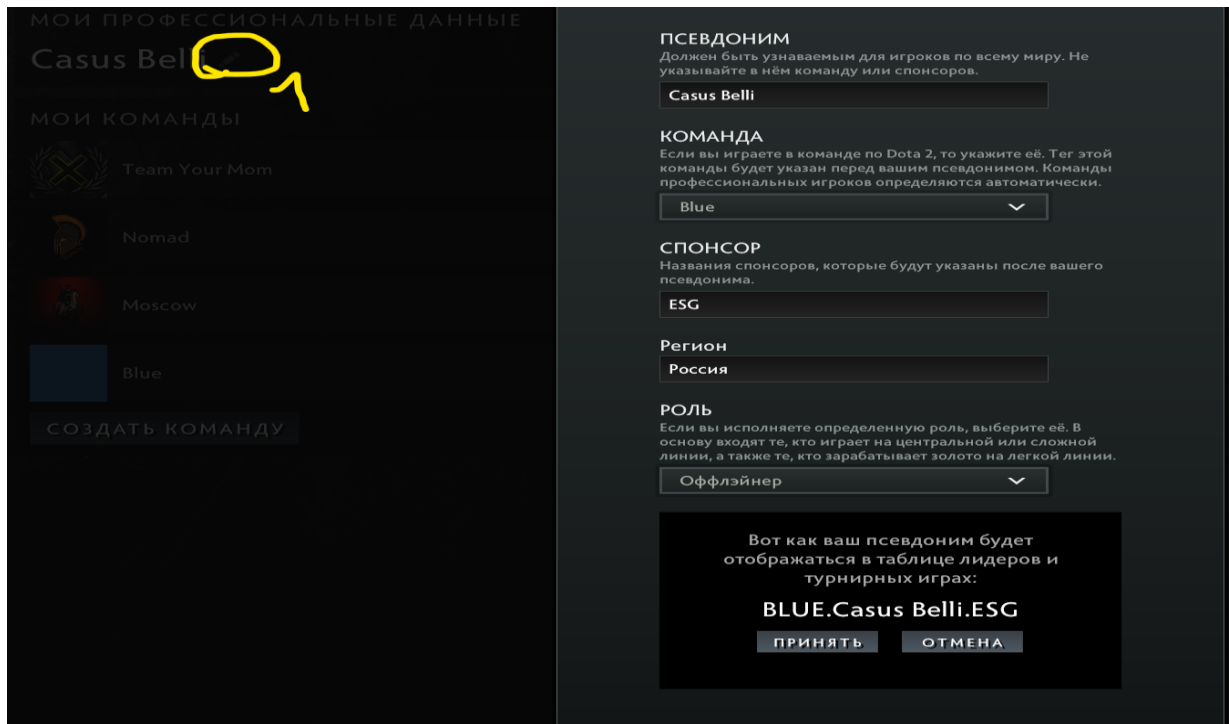 МОИ ПРОФЕССИОНАЛЬНЫЕ ДАННЫЕ
Casus Belli
1
МОИ КОМАНДЫ
Team Your Mom
Nomad
Moscow
Blue
СОЗДАТЬ КОМАНДУ
ПСЕВДОНИМ
Должен быть узнаваемым для игроков по всему миру. Не
указывайте в нём команду или спонсоров.
Casus Belli
КОМАНДА
Если вы играете в команде по Dota 2, то укажите её. Тег этой
команды будет указан перед вашим псевдонимом. Команды
профессиональных игроков определяются автоматически.
Blue
СПОНСОР
Названия спонсоров, которые будут указаны после вашего
псевдонима.
ESG
Регион
Россия
РОЛЬ
Если вы исполняете определенную роль, выберите её. В
основу входят те, кто играет на центральной или сложной
линии, а также те, кто зарабатывает золото на легкой линии.
Оффлэйнер
Вот как ваш псевдоним будет
отображаться в таблице лидеров и
турнирных играх:
BLUE.Casus Belli.ESG
ПРИНЯТЬ ОТМЕНА